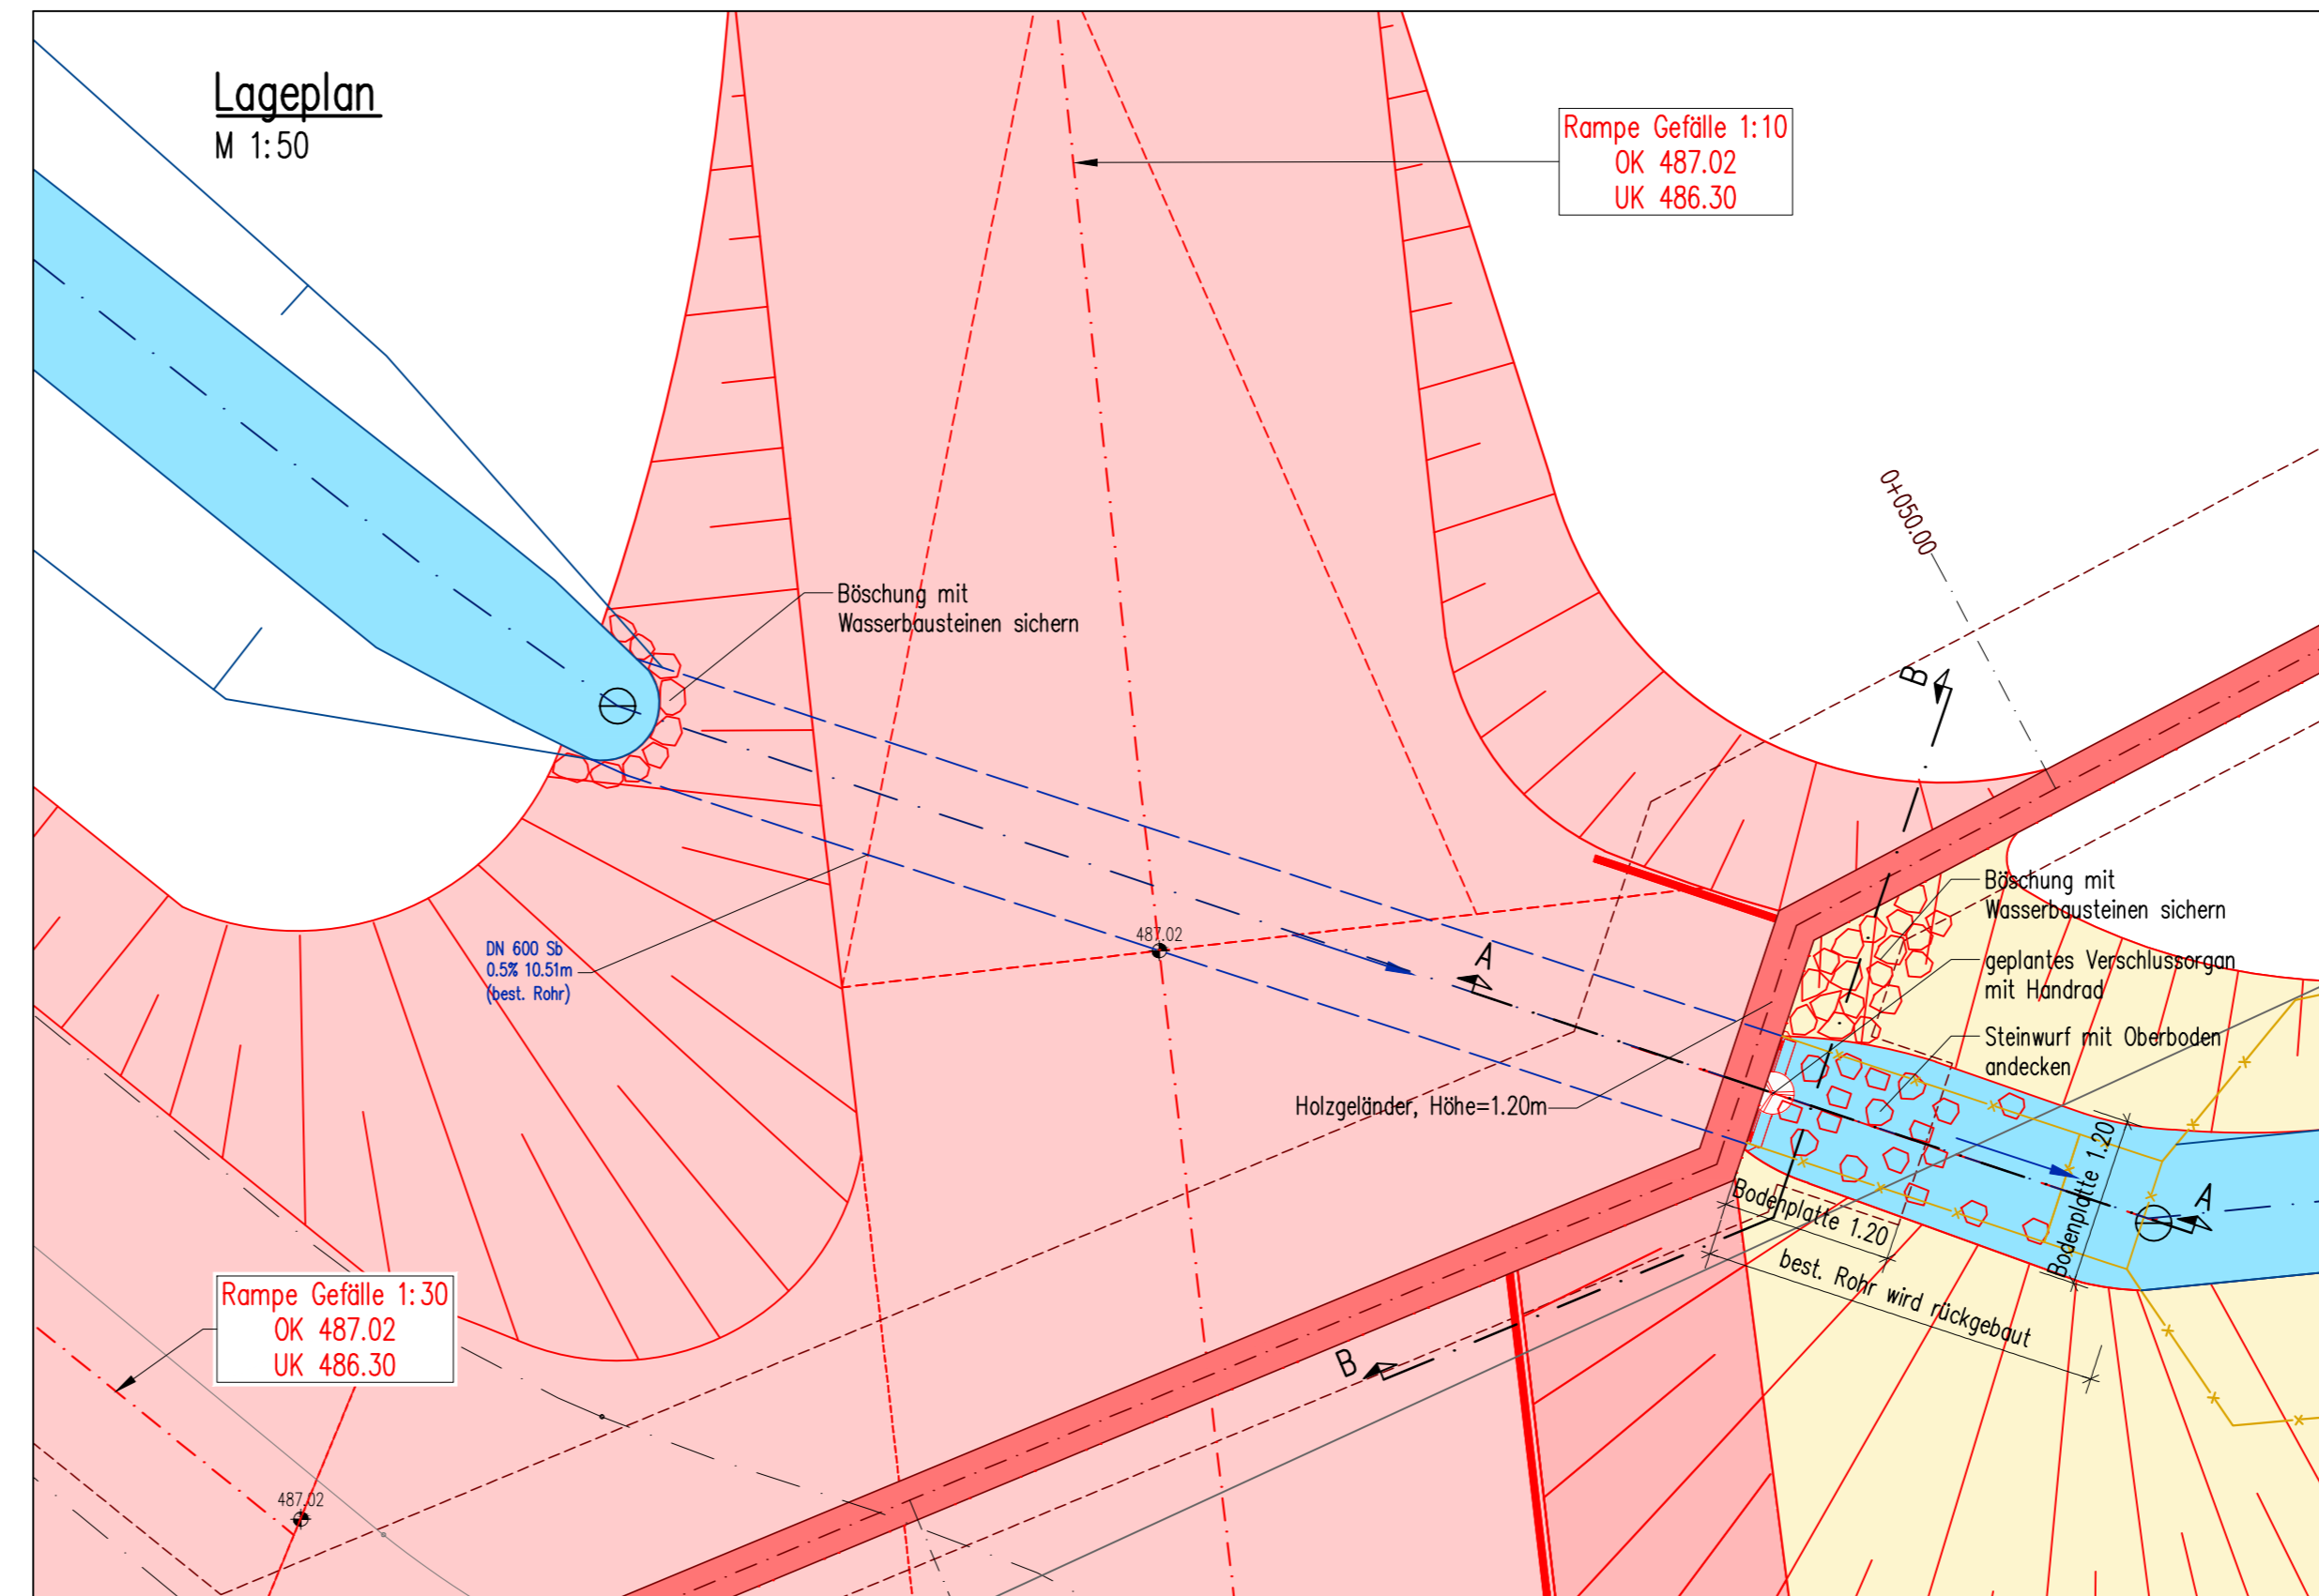 Lageplan
M 1:50
Rampe Gefälle 1:10
OK 487.02
UK 486.30
0+050.00
Böschung mit
Wasserbausteinen sichern
B
Böschung mit
Wasserbausteinen sichern
487.02
DN 600 Sb
0.5% 10.51m
(best. Rohr)
A
geplantes Verschlussorgan
mit Handrad
Steinwurf mit Oberboden
andecken
Holzgeländer, Höhe=1.20m
Bodenplatte 1.20
Bodenplatte 1.20
A
best. Rohr wird rückgebaut
Rampe Gefälle 1:30
OK 487.02
UK 486.30
B
487.02